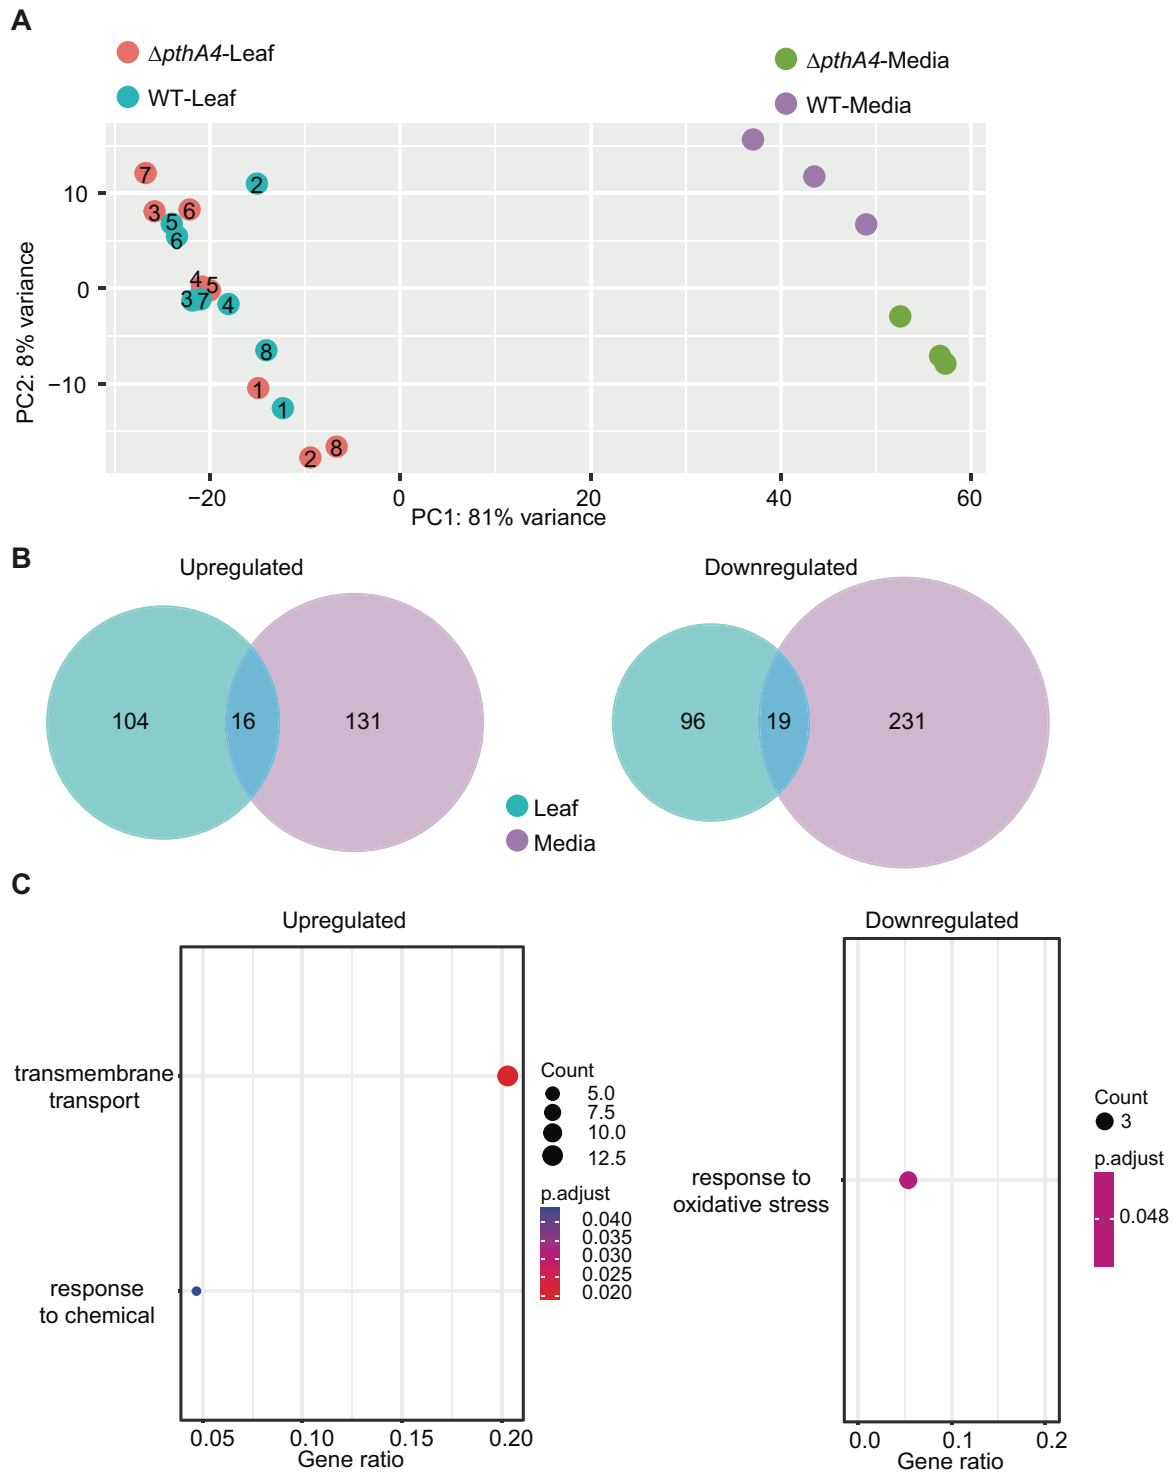 A
ΔpthA4-Leaf
WT-Leaf
ΔpthA4-Media
WT-Media
PC2: 8% variance
10
0
−10
7
3
6
5
6
2
4
5
3
7
4
8
1
1
2
8
−20
0
20
40
60
PC1: 81% variance
B
Upregulated
104
16
131
Downregulated
96
19
231
Leaf
Media
C
Upregulated
transmembrane
transport
response
to chemical
0.05
0.10
0.15
0.20
Gene ratio
Count
5.0
7.5
10.0
12.5
p.adjust
0.040
0.035
0.030
0.025
0.020
Downregulated
response to
oxidative stress
0.0
0.1
0.2
Gene ratio
Count
3
p.adjust
0.048